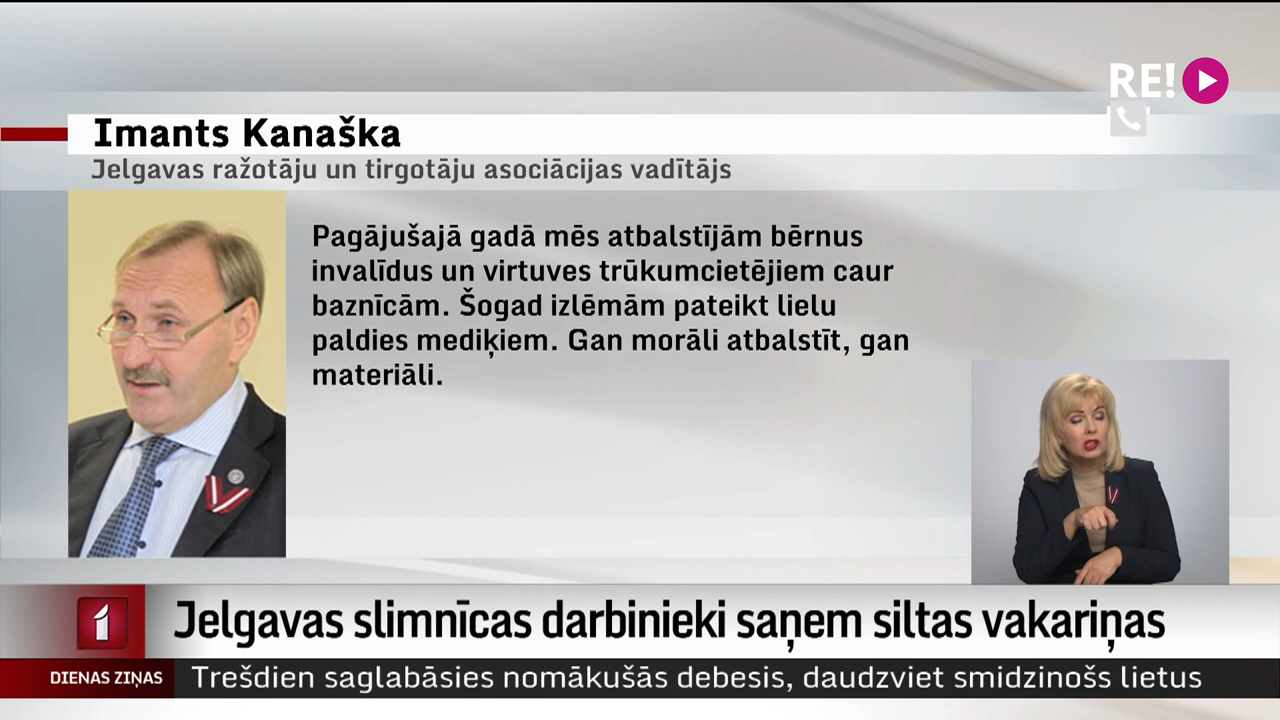 RE!
Imants Kanaška
Jelgavas ražotāju un tirgotāju asociācijas vadītājs
Pagājušajā gadā mēs atbalstījām bērnus
invalīdus un virtuves trūkumcietējiem caur
baznīcām. Šogad izlēmām pateikt lielu
paldies mediķiem. Gan morāli atbalstīt, gan
materiāli.
1 Jelgavas slimnīcas darbinieki saņem siltas vakariņas
DIENAS ZIŅAS Trešdien saglabāsies nomākušās debesis, daudzviet smidzinošs lietus